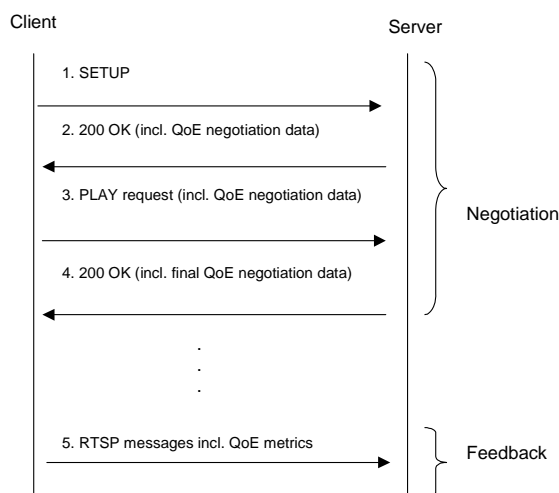 Client
Server
1. SETUP
2. 200 OK (incl. QoE negotiation data)
3. PLAY request (incl. QoE negotiation data)
Negotiation
4. 200 OK (incl. final QoE negotiation data)
.
.
.
5. RTSP messages incl. QoE metrics
Feedback